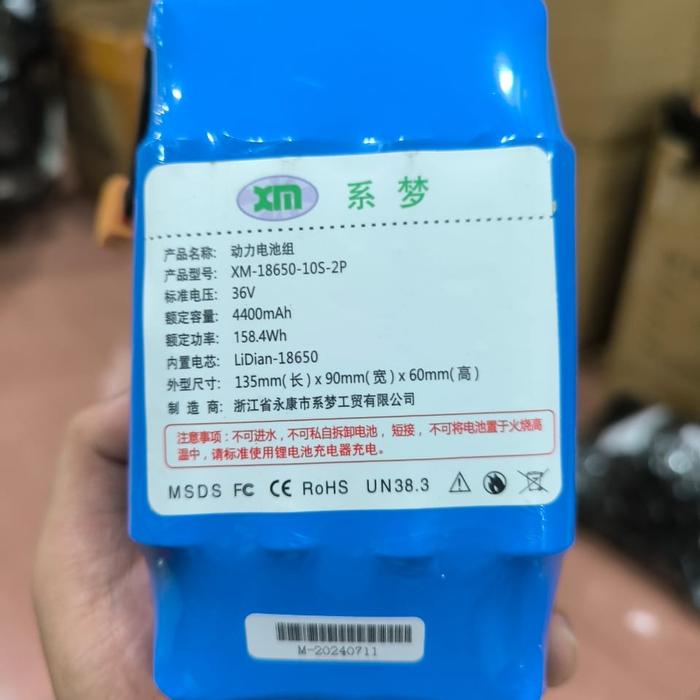 XM 系梦
产品名称: 动力电池组
产品型号: XM-18650-10S-2P
标准电压: 36V
额定容量: 4400mAh
额定功率: 158.4Wh
内置电芯: LiDian-18650
外型尺寸: 135mm(长) x 90mm(宽) x 60mm(高)
制 造 商: 浙江省永康市系梦工贸有限公司
注意事项: 不可进水，不可私自拆卸电池，短接，不可将电池置于火烧高
温中，请标准使用锂电池充电器充电。
MSDS FC CE RoHS UN38.3
M-20240711